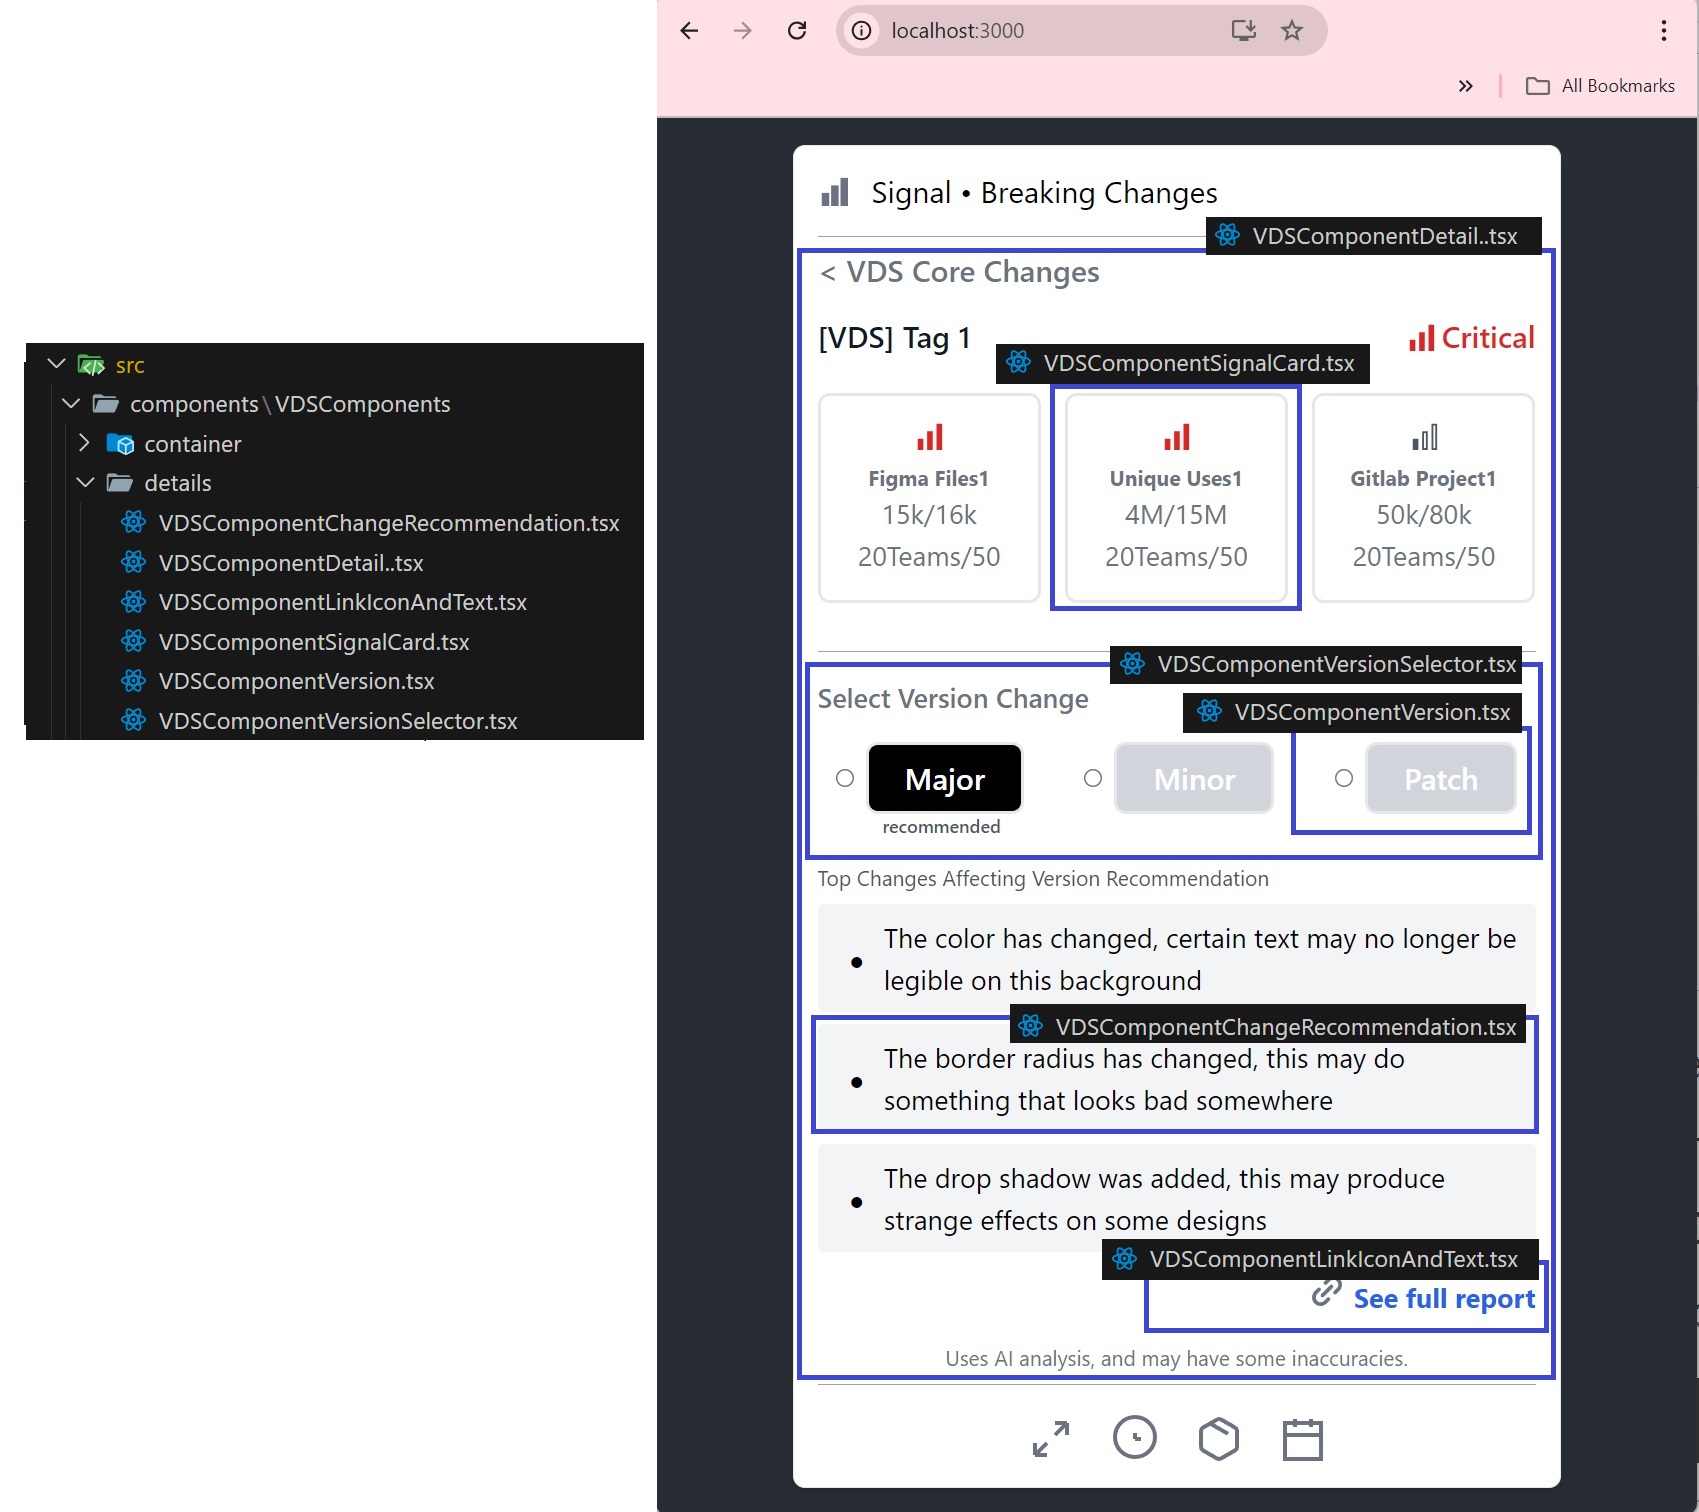 src
components\VDSComponents
container
details
VDSComponentChangeRecommendation.tsx
VDSComponentDetail..tsx
VDSComponentLinkIconAndText.tsx
VDSComponentSignalCard.tsx
VDSComponentVersion.tsx
VDSComponentVersionSelector.tsx
localhost:3000
All Bookmarks
Signal • Breaking Changes
VDSComponentDetail..tsx
< VDS Core Changes
[VDS] Tag 1
Critical
VDSComponentSignalCard.tsx
Figma Files1
15k/16k
20Teams/50
Unique Uses1
4M/15M
20Teams/50
Gitlab Project1
50k/80k
20Teams/50
VDSComponentVersionSelector.tsx
Select Version Change
VDSComponentVersion.tsx
Major
Minor
Patch
recommended
Top Changes Affecting Version Recommendation
• The color has changed, certain text may no longer be
legible on this background
VDSComponentChangeRecommendation.tsx
• The border radius has changed, this may do
something that looks bad somewhere
• The drop shadow was added, this may produce
strange effects on some designs
VDSComponentLinkIconAndText.tsx
See full report
Uses AI analysis, and may have some inaccuracies.